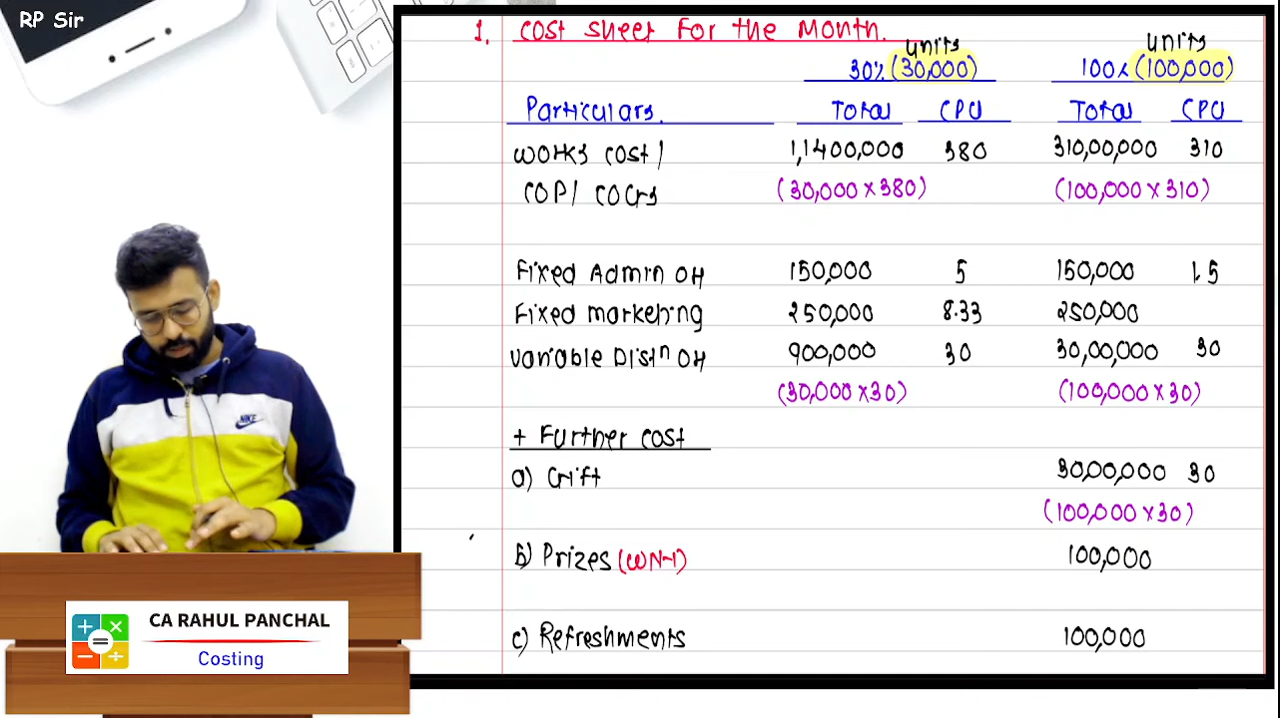 RP Sir
1. Cost sheet For the Month.
units units
30% (30,000) 100% (100,000)
Particulars. Total CPU Total CPU
Works cost / 1,1400,000 380 310,00,000 310
COP / COGS (30,000 × 380) (100,000 × 310)
Fixed Admin OH 150,000 5 150,000 1.5
Fixed marketing 250,000 8.33 250,000
Variable Distⁿ OH 900,000 30 30,00,000 30
(30,000 × 30) (100,000 × 30)
+ Further cost
a) Gift 30,00,000 30
(100,000 × 30)
b) Prizes (WN-1) 100,000
c) Refreshments 100,000
NIKE
CA RAHUL PANCHAL
Costing